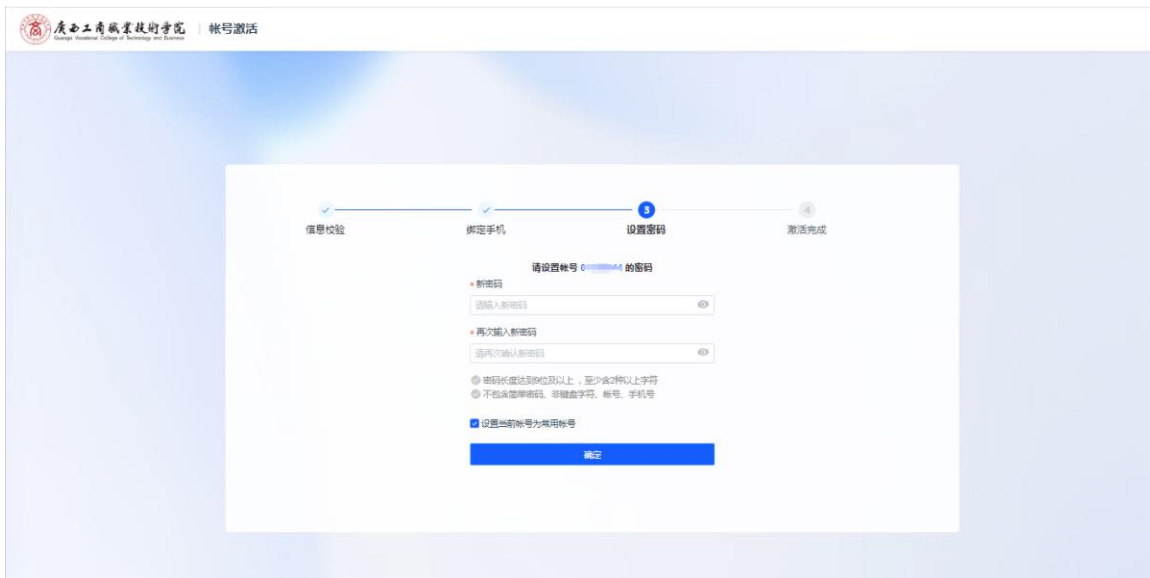 广西工商职业技术学院 帐号激活
Guangxi Vocational College of Technology and Business
3
4
信息校验
绑定手机
设置密码
激活完成
请设置帐号 的密码
* 新密码
请输入新密码
* 再次输入新密码
请再次确认新密码
密码长度达到9位及以上，至少含2种以上字符
不包含简单密码、非键盘字符、帐号、手机号
设置当前帐号为常用帐号
确定